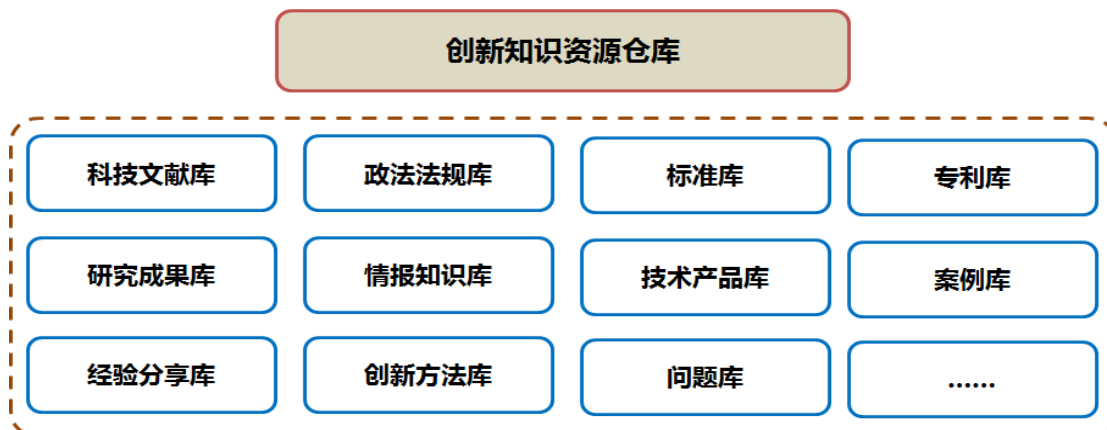 创新知识资源仓库
科技文献库
政法法规库
标准库
专利库
研究成果库
情报知识库
技术产品库
案例库
经验分享库
创新方法库
问题库
......